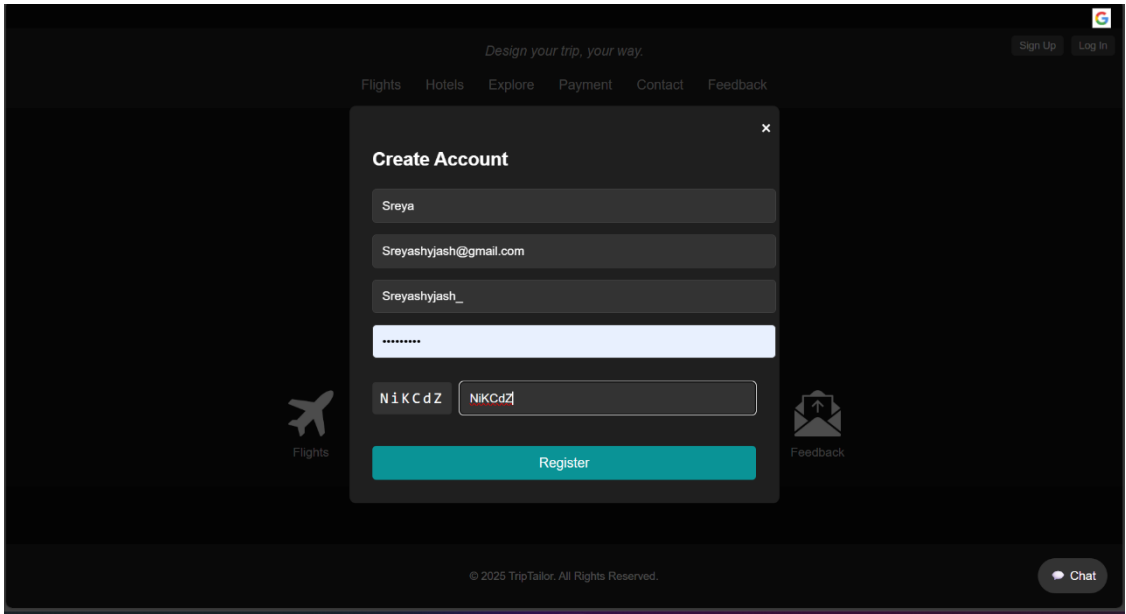 G
Design your trip, your way.
Sign Up Log In
Flights Hotels Explore Payment Contact Feedback
×
Create Account
Sreya
Sreyashyjash@gmail.com
Sreyashyjash_
•••••••••
NiKCdZ NiKCdZ
Register
Flights
Feedback
© 2025 TripTailor. All Rights Reserved.
Chat